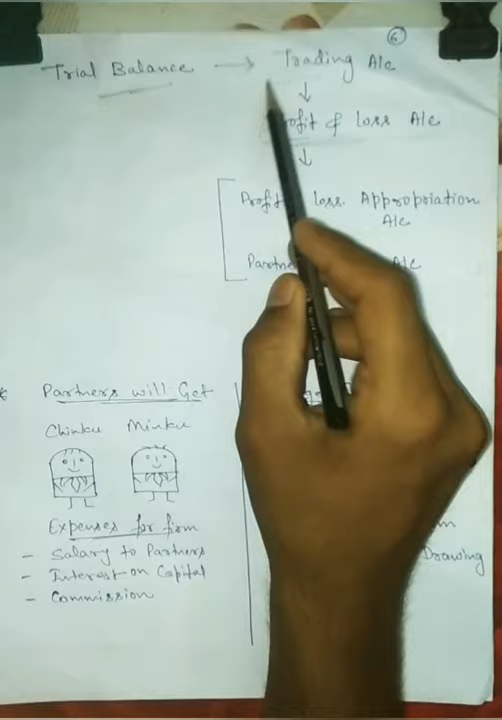 6
Trial Balance → Trading A/c
↓
Profit & loss A/c
↓
Profit loss Appropriation
A/c
A/c
* Partners will Get
Chinku Minku
Expenses for firm
- Salary to Partners
- Interest on Capital
- Commission
Drawing